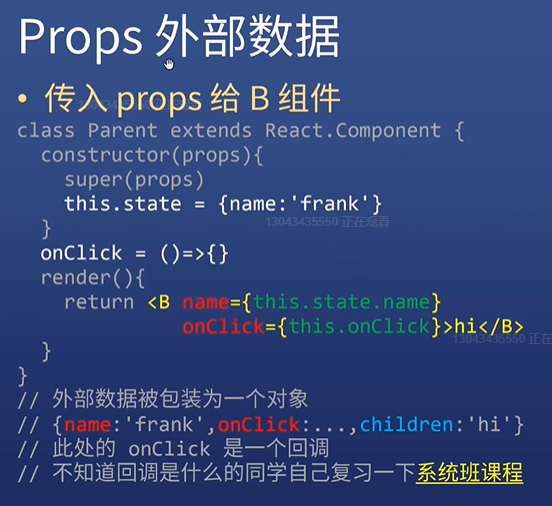 Props 外部数据
• 传入 props 给 B 组件
class Parent extends React.Component {
  constructor(props){
    super(props)
    this.state = {name:'frank'}
13043435550 正在观看
  }
  onClick = ()=>{}
  render(){
    return <B name={this.state.name}
              onClick={this.onClick}>hi</B>
13043435550 正在
  }
}
// 外部数据被包装为一个对象
// {name:'frank',onClick:...,children:'hi'}
// 此处的 onClick 是一个回调
// 不知道回调是什么的同学自己复习一下系统班课程